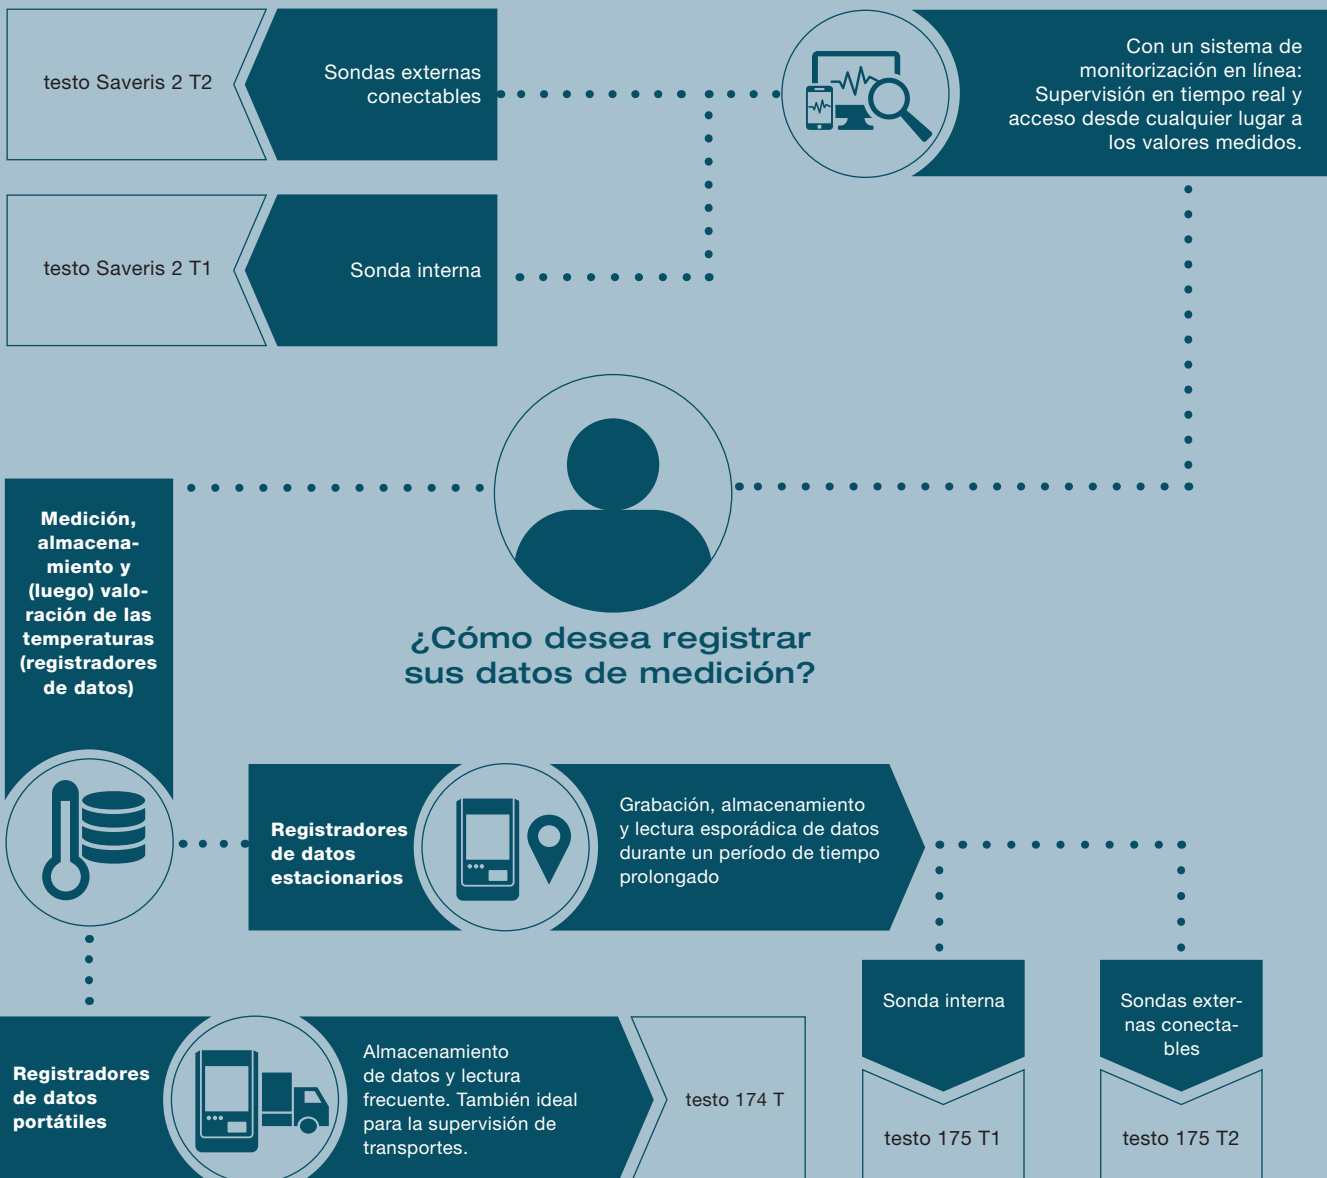 testo Saveris 2 T2
Sondas externas
conectables
Con un sistema de
monitorización en línea:
Supervisión en tiempo real y
acceso desde cualquier lugar a
los valores medidos.
testo Saveris 2 T1
Sonda interna
¿Cómo desea registrar
sus datos de medición?
Medición,
almacena-
miento y
(luego) valo-
ración de las
temperaturas
(registradores
de datos)
Registradores
de datos
estacionarios
Grabación, almacenamiento
y lectura esporádica de datos
durante un período de tiempo
prolongado
Sonda interna
testo 175 T1
Sondas exter-
nas conecta-
bles
testo 175 T2
Registradores
de datos
portátiles
Almacenamiento
de datos y lectura
frecuente. También ideal
para la supervisión de
transportes.
testo 174 T